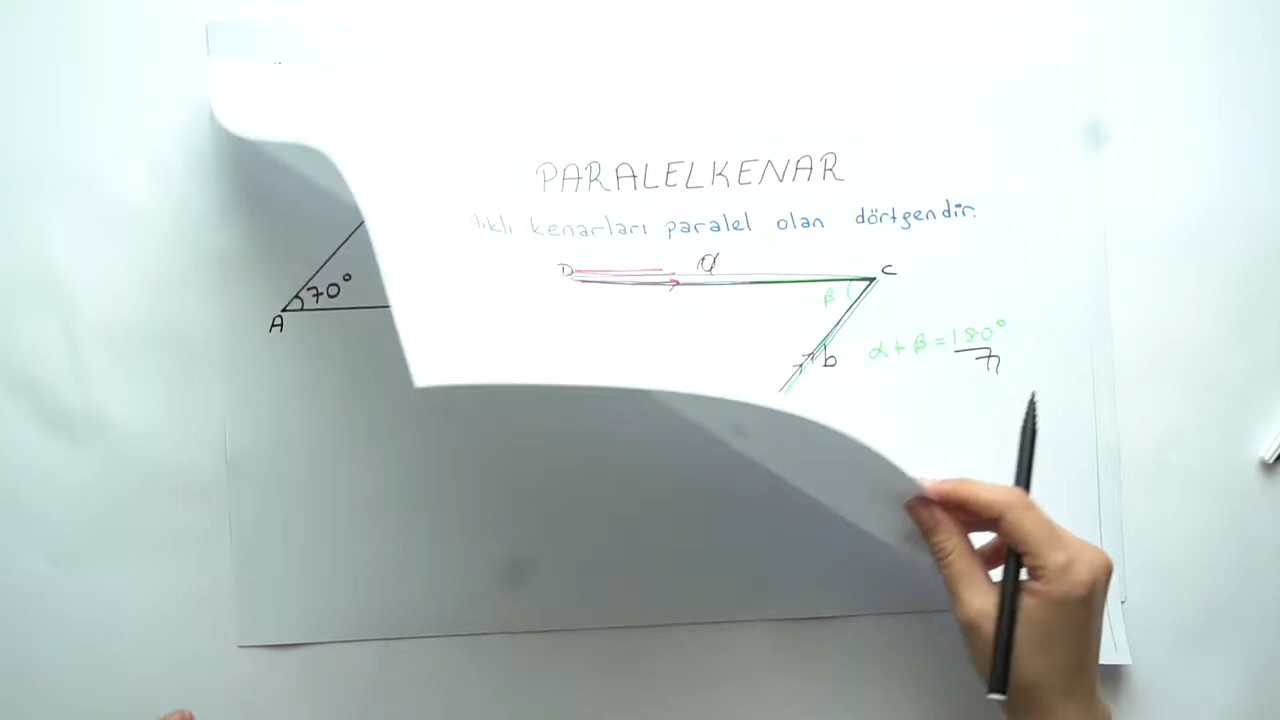 PARALELKENAR
kenarları paralel olan dörtgendir.
D
a
C
β
70°
A
b
α + β = 180°